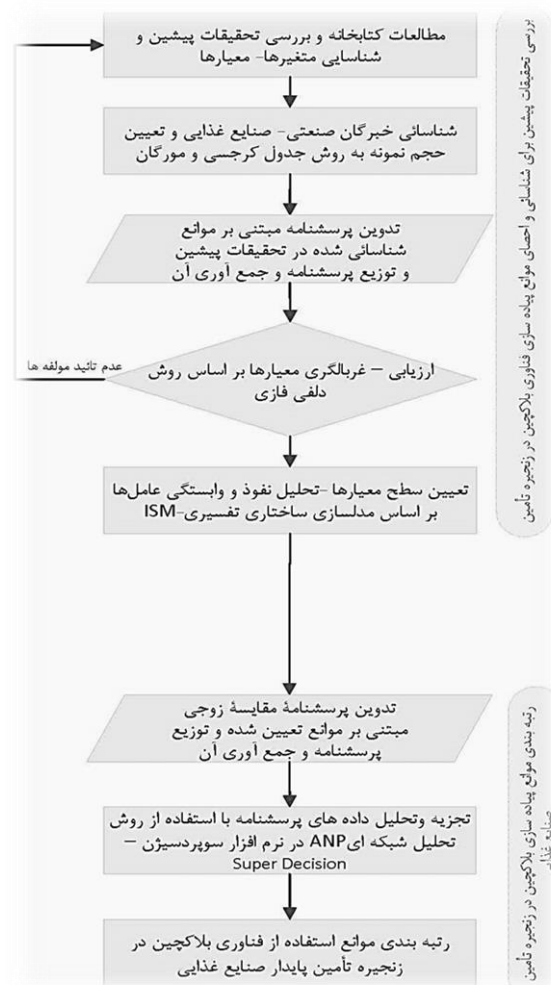 مطالعات کتابخانه و بررسی تحقیقات پیشین و
شناسایی متغیرها- معیارها
شناسائی خبرگان صنعتی- صنایع غذایی و تعیین
حجم نمونه به روش جدول کرجسی و مورگان
تدوین پرسشنامه مبتنی بر موانع
شناسائی شده در تحقیقات پیشین
و توزیع پرسشنامه و جمع آوری آن
عدم تائید مولفه ها
ارزیابی – غربالگری معیارها بر اساس روش
دلفی فازی
تعیین سطح معیارها -تحلیل نفوذ و وابستگی عامل‌ها
بر اساس مدلسازی ساختاری تفسیری-ISM
بررسی تحقیقات پیشین برای شناسائی و احصای موانع پیاده سازی فناوری بلاکچین در زنجیره تأمین
تدوین پرسشنامهٔ مقایسهٔ زوجی
مبتنی بر موانع تعیین شده و توزیع
پرسشنامه و جمع آوری آن
تجزیه وتحلیل داده های پرسشنامه با استفاده از روش
تحلیل شبکه ایANP در نرم افزار سوپردسیژن –
Super Decision
رتبه بندی موانع استفاده از فناوری بلاکچین در
زنجیره تأمین پایدار صنایع غذایی
رتبه بندی موانع پیاده سازی بلاکچین در زنجیره تامین
صنایع غذایی